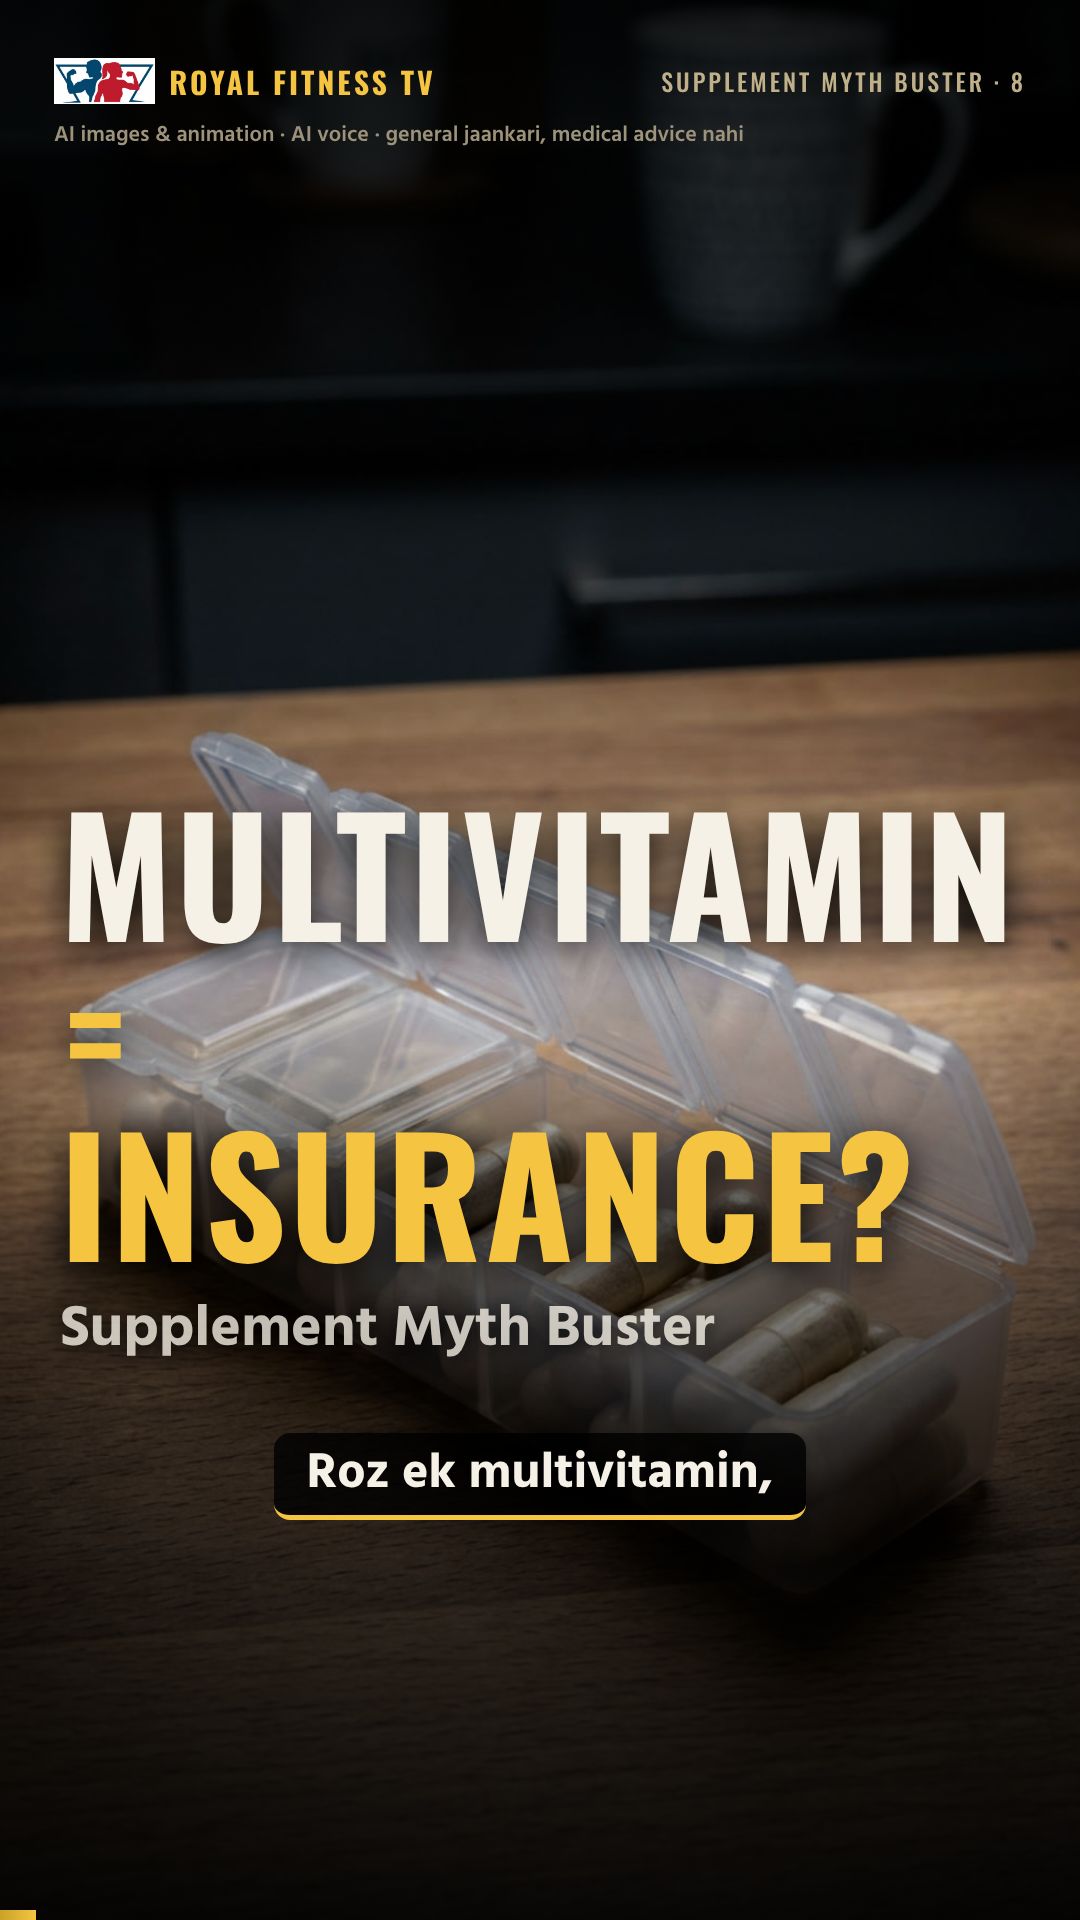 ROYAL FITNESS TV
SUPPLEMENT MYTH BUSTER · 8
AI images & animation · AI voice · general jaankari, medical advice nahi
MULTIVITAMIN
=
INSURANCE?
Supplement Myth Buster
Roz ek multivitamin,